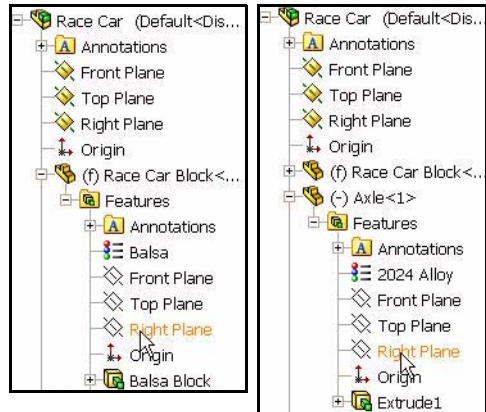 Race Car (Default<Dis...
Annotations
Front Plane
Top Plane
Right Plane
Origin
(f) Race Car Block<...
Features
Annotations
Balsa
Front Plane
Top Plane
Right Plane
Origin
Balsa Block
Race Car (Default<Dis...
Annotations
Front Plane
Top Plane
Right Plane
Origin
(f) Race Car Block<...
(-) Axle<1>
Features
Annotations
2024 Alloy
Front Plane
Top Plane
Right Plane
Origin
Extrude1